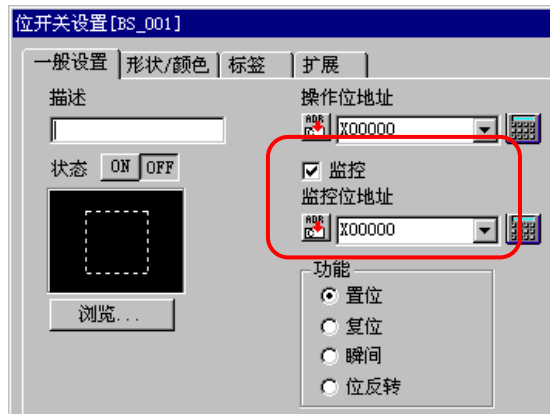 位开关设置[BS_001]
一般设置 形状/颜色 标签 扩展
描述
状态 ON OFF
浏览...
操作位地址
ADR C X00000
监控
监控位地址
ADR C X00000
功能
置位
复位
瞬间
位反转